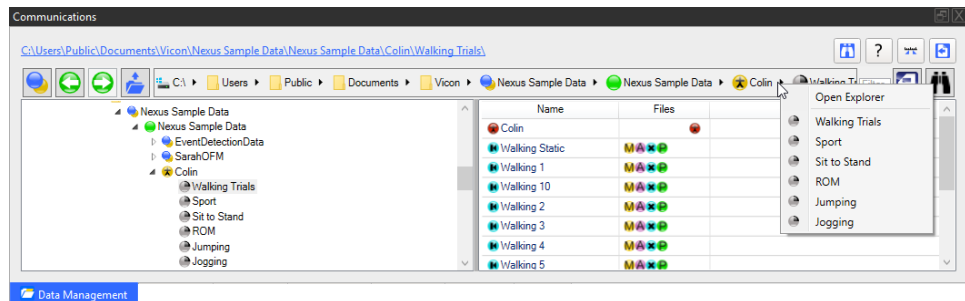 Communications
C:\Users\Public\Documents\Vicon\Nexus Sample Data\Nexus Sample Data\Colin\Walking Trials\
?
C:\ Users Public Documents Vicon Nexus Sample Data Nexus Sample Data Colin Walking
Nexus Sample Data
Nexus Sample Data
EventDetectionData
SarahOFM
Colin
Walking Trials
Sport
Sit to Stand
ROM
Jumping
Jogging
Name Files
Colin
Walking Static M A X P
Walking 1 M A X P
Walking 10 M A X P
Walking 2 M A X P
Walking 3 M A X P
Walking 4 M A X P
Walking 5 M A X P
Open Explorer
Walking Trials
Sport
Sit to Stand
ROM
Jumping
Jogging
Data Management